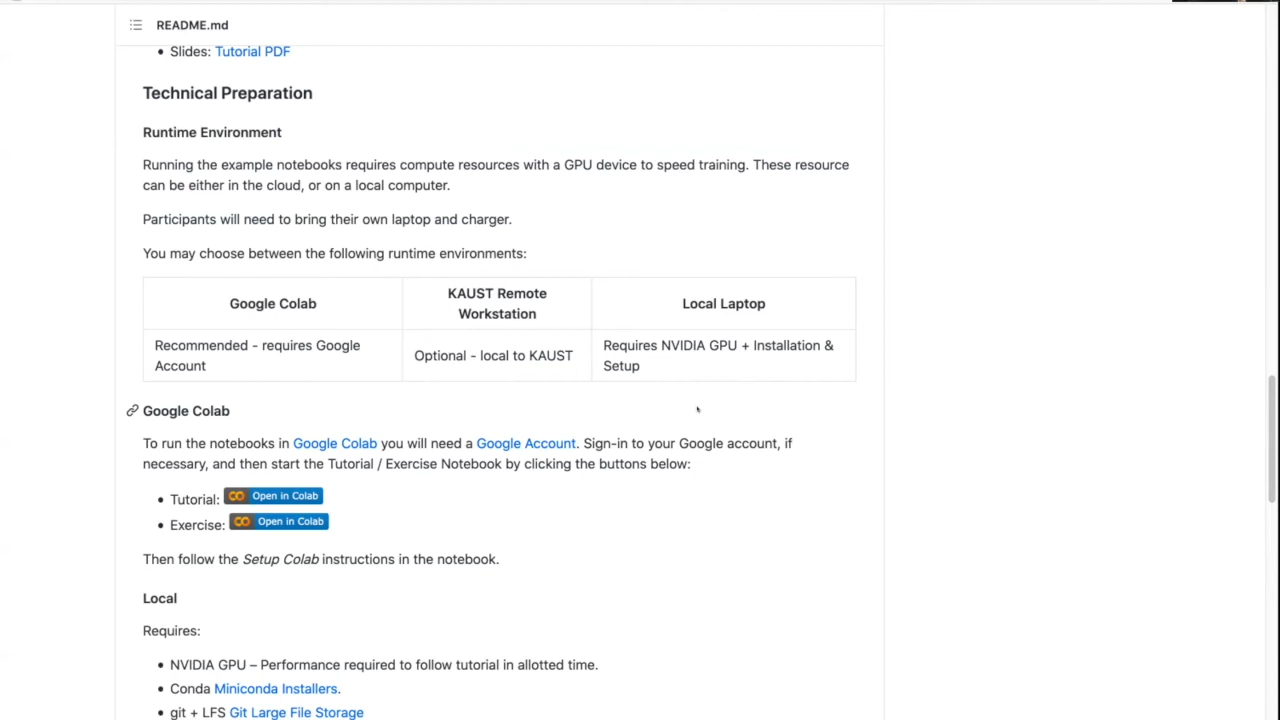 README.md
• Slides: Tutorial PDF
Technical Preparation
Runtime Environment
Running the example notebooks requires compute resources with a GPU device to speed training. These resource
can be either in the cloud, or on a local computer.
Participants will need to bring their own laptop and charger.
You may choose between the following runtime environments:
Google Colab
KAUST Remote
Workstation
Local Laptop
Recommended - requires Google
Account
Optional - local to KAUST
Requires NVIDIA GPU + Installation &
Setup
Google Colab
To run the notebooks in Google Colab you will need a Google Account. Sign-in to your Google account, if
necessary, and then start the Tutorial / Exercise Notebook by clicking the buttons below:
• Tutorial: Open in Colab
• Exercise: Open in Colab
Then follow the Setup Colab instructions in the notebook.
Local
Requires:
• NVIDIA GPU – Performance required to follow tutorial in allotted time.
• Conda Miniconda Installers.
• git + LFS Git Large File Storage